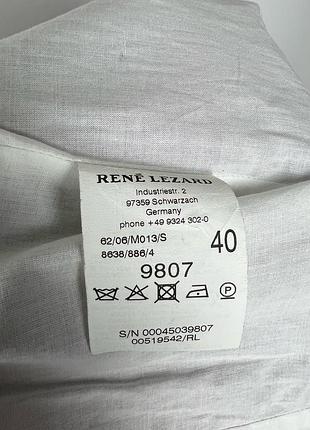 RENÉ LEZARD
Industriestr. 2
97359 Schwarzach
Germany
phone +49 9324 302-0
62/06/M013/S
8638/886/4
40
9807
P
S/N 00045039807
00519542/RL